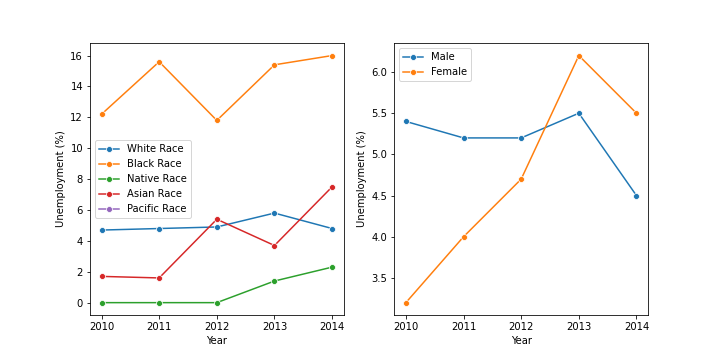 16
14
12
10
8
6
4
2
0
Unemployment (%)
White Race
Black Race
Native Race
Asian Race
Pacific Race
2010 2011 2012 2013 2014
Year
6.0
5.5
5.0
4.5
4.0
3.5
Unemployment (%)
Male
Female
2010 2011 2012 2013 2014
Year